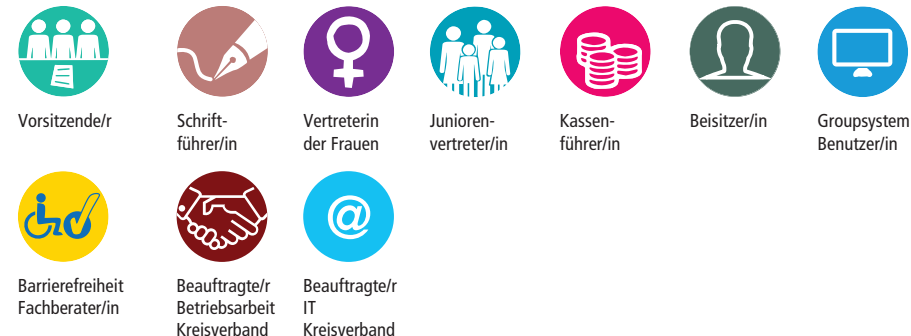 Vorsitzende/r
Schrift-
führer/in
Vertreterin
der Frauen
Junioren-
vertreter/in
Kassen-
führer/in
Beisitzer/in
Groupsystem
Benutzer/in
Barrierefreiheit
Fachberater/in
Beauftragte/r
Betriebsarbeit
Kreisverband
@
Beauftragte/r
IT
Kreisverband